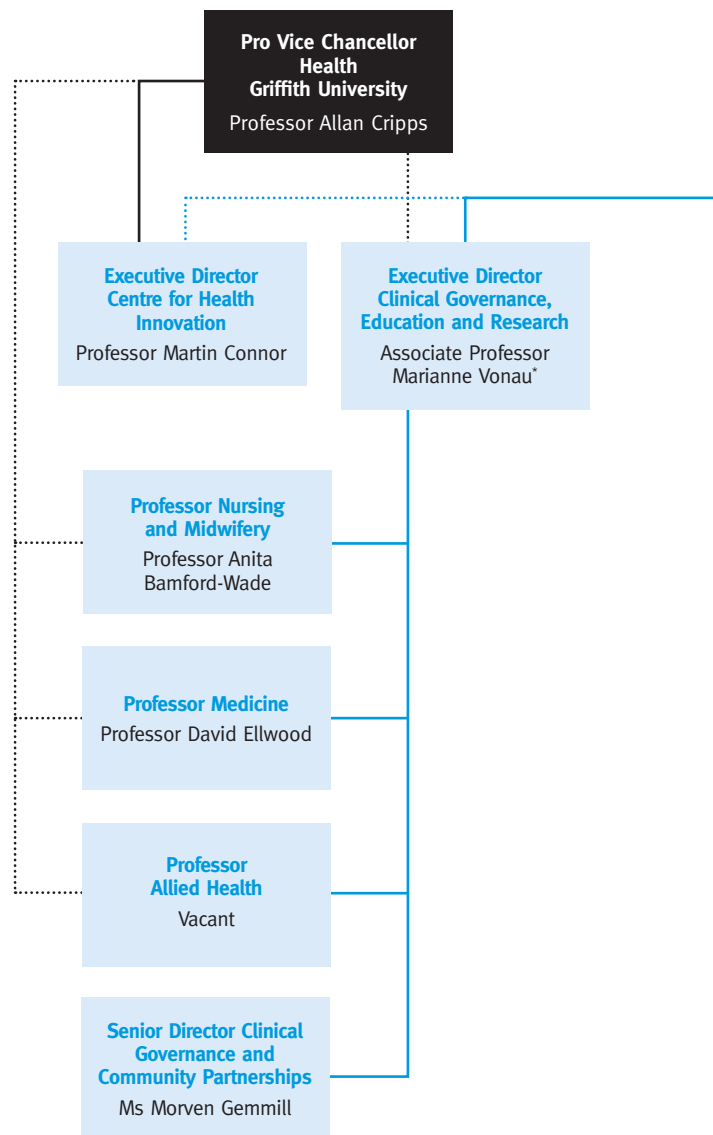 Pro Vice Chancellor
Health
Griffith University
Professor Allan Cripps
Executive Director
Centre for Health
Innovation
Professor Martin Connor
Executive Director
Clinical Governance,
Education and Research
Associate Professor
Marianne Vonau*
Professor Nursing
and Midwifery
Professor Anita
Bamford-Wade
Professor Medicine
Professor David Ellwood
Professor
Allied Health
Vacant
Senior Director Clinical
Governance and
Community Partnerships
Ms Morven Gemmill